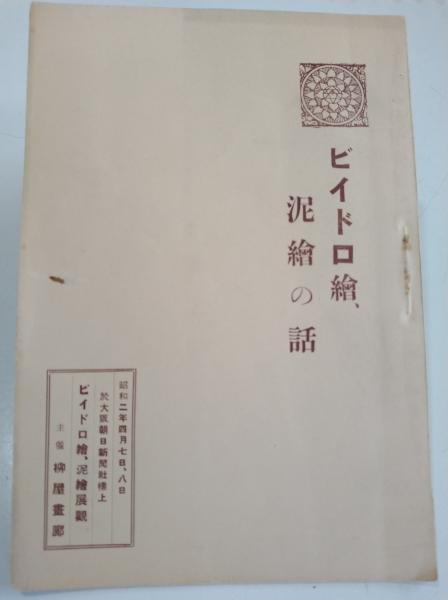 ビイドロ繪、
泥繪の話
昭和二年四月七日、八日
於大阪朝日新聞社樓上
ビイドロ繪、泥繪展觀
主催 柳屋畫廊